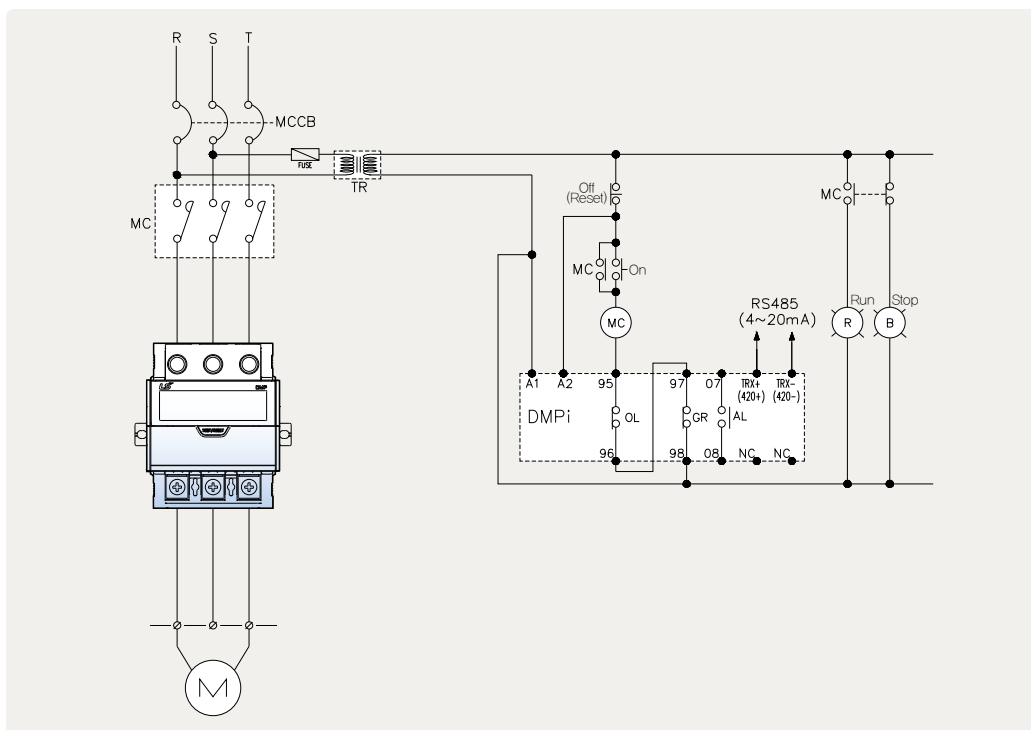 R S T
MCCB
FUSE
TR
MC
Off
(Reset)
MC On
MC
MC
Run Stop
R B
RS485
(4~20mA)
A1 A2 95 97 07 TRX+ TRX-
(420+) (420-)
DMPi OL GR AL
96 98 08 NC NC
LS DMP
M